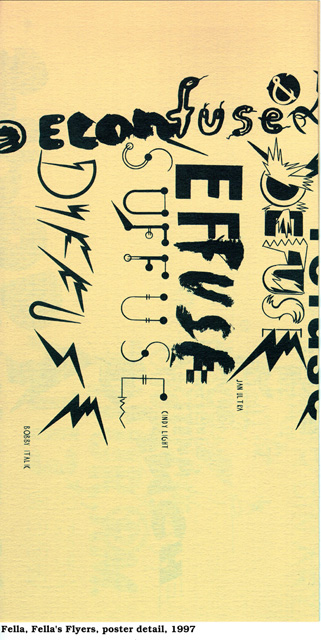 ECONfuse
DIFFUSE
SUFFUSE
EFFUSE
DEFUSE
BOBBY ITALIK
CINDY LIGHT
JAN ULTRA
Fella, Fella's Flyers, poster detail, 1997